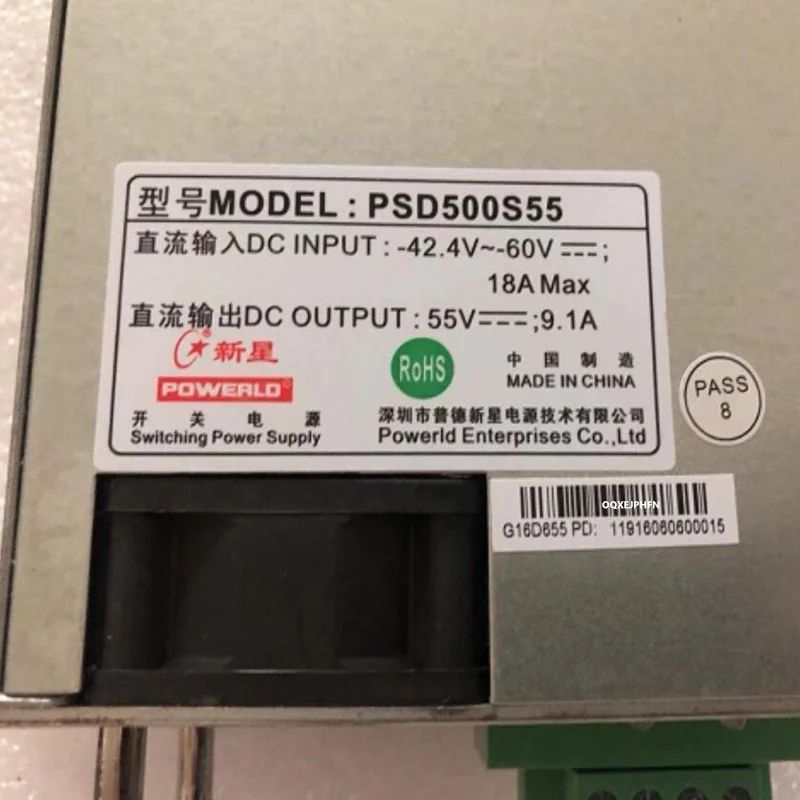 型号MODEL : PSD500S55
直流输入DC INPUT : -42.4V~-60V ⎓;
18A Max
直流输出DC OUTPUT : 55V⎓;9.1A
新星
POWERLD®
开关电源
Switching Power Supply
RoHS
中国制造
MADE IN CHINA
深圳市普德新星电源技术有限公司
Powerld Enterprises Co.,Ltd
PASS
8
OQXEJPHFN
G16D655 PD: 11916060600015